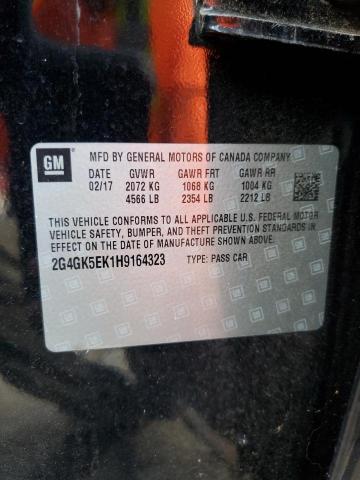 GM
MFD BY GENERAL MOTORS OF CANADA COMPANY
DATE GVWR GAWR FRT GAWR RR
02/17 2072 KG 1068 KG 1004 KG
4566 LB 2354 LB 2212 LB
THIS VEHICLE CONFORMS TO ALL APPLICABLE U.S. FEDERAL MOTOR
VEHICLE SAFETY, BUMPER, AND THEFT PREVENTION STANDARDS
IN EFFECT ON THE DATE OF MANUFACTURE SHOWN ABOVE.
2G4GK5EK1H9164323 TYPE: PASS CAR